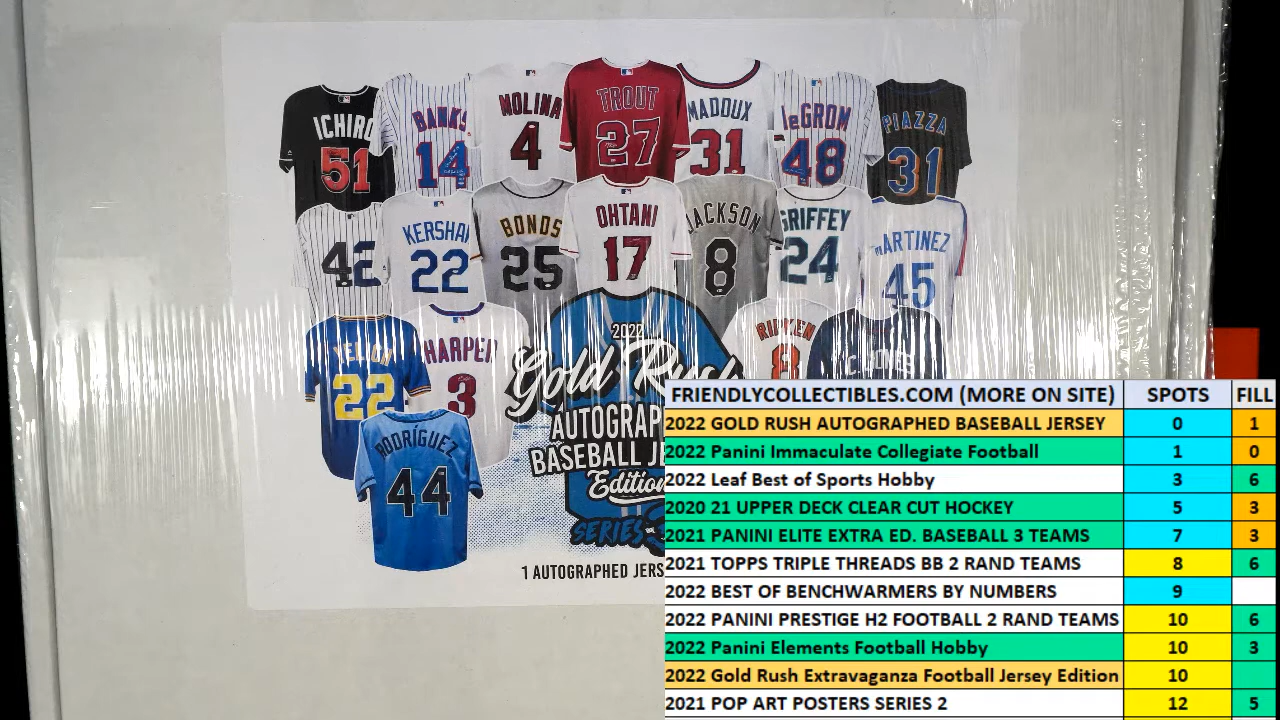 ICHIRO
51
BANKS
14
MOLINA
4
TROUT
27
MADDUX
31
deGROM
48
PIAZZA
31
42
KERSHAW
22
BONDS
25
OHTANI
17
JACKSON
8
GRIFFEY
24
MARTINEZ
45
YELICH
22
HARPER
3
RIPKEN
8
RODRÍGUEZ
44
2022
Gold Rush
AUTOGRAP
BASEBALL JE
Edition
SERIES
1 AUTOGRAPHED JERS
FRIENDLYCOLLECTIBLES.COM (MORE ON SITE) SPOTS FILL
2022 GOLD RUSH AUTOGRAPHED BASEBALL JERSEY 0 1
2022 Panini Immaculate Collegiate Football 1 0
2022 Leaf Best of Sports Hobby 3 6
2020 21 UPPER DECK CLEAR CUT HOCKEY 5 3
2021 PANINI ELITE EXTRA ED. BASEBALL 3 TEAMS 7 3
2021 TOPPS TRIPLE THREADS BB 2 RAND TEAMS 8 6
2022 BEST OF BENCHWARMERS BY NUMBERS 9
2022 PANINI PRESTIGE H2 FOOTBALL 2 RAND TEAMS 10 6
2022 Panini Elements Football Hobby 10 3
2022 Gold Rush Extravaganza Football Jersey Edition 10
2021 POP ART POSTERS SERIES 2 12 5